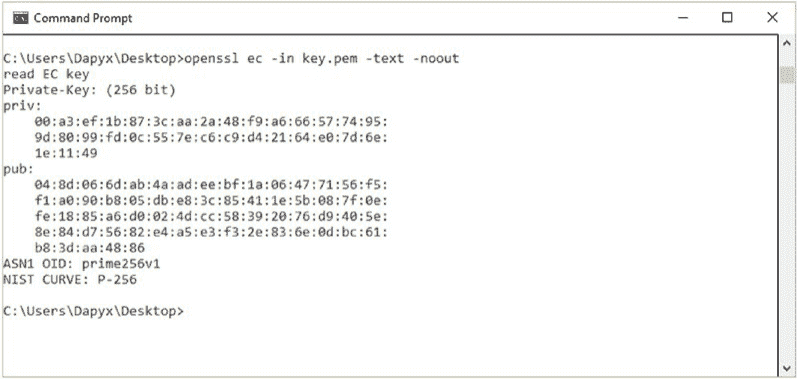 Command Prompt
C:\Users\Dapyx\Desktop>openssl ec -in key.pem -text -noout
read EC key
Private-Key: (256 bit)
priv:
00:a3:ef:1b:87:3c:aa:2a:48:f9:a6:66:57:74:95:
9d:80:99:fd:0c:55:7e:c6:c9:d4:21:64:e0:7d:6e:
1e:11:49
pub:
04:8d:06:6d:ab:4a:ad:ee:bf:1a:06:47:71:56:f5:
f1:a0:90:b8:05:db:e8:3c:85:41:1e:5b:08:7f:0e:
fe:18:85:a6:d0:02:4d:cc:58:39:20:76:d9:40:5e:
8e:84:d7:56:82:e4:a5:e3:f3:2e:83:6e:0d:bc:61:
b8:3d:aa:48:86
ASN1 OID: prime256v1
NIST CURVE: P-256
C:\Users\Dapyx\Desktop>